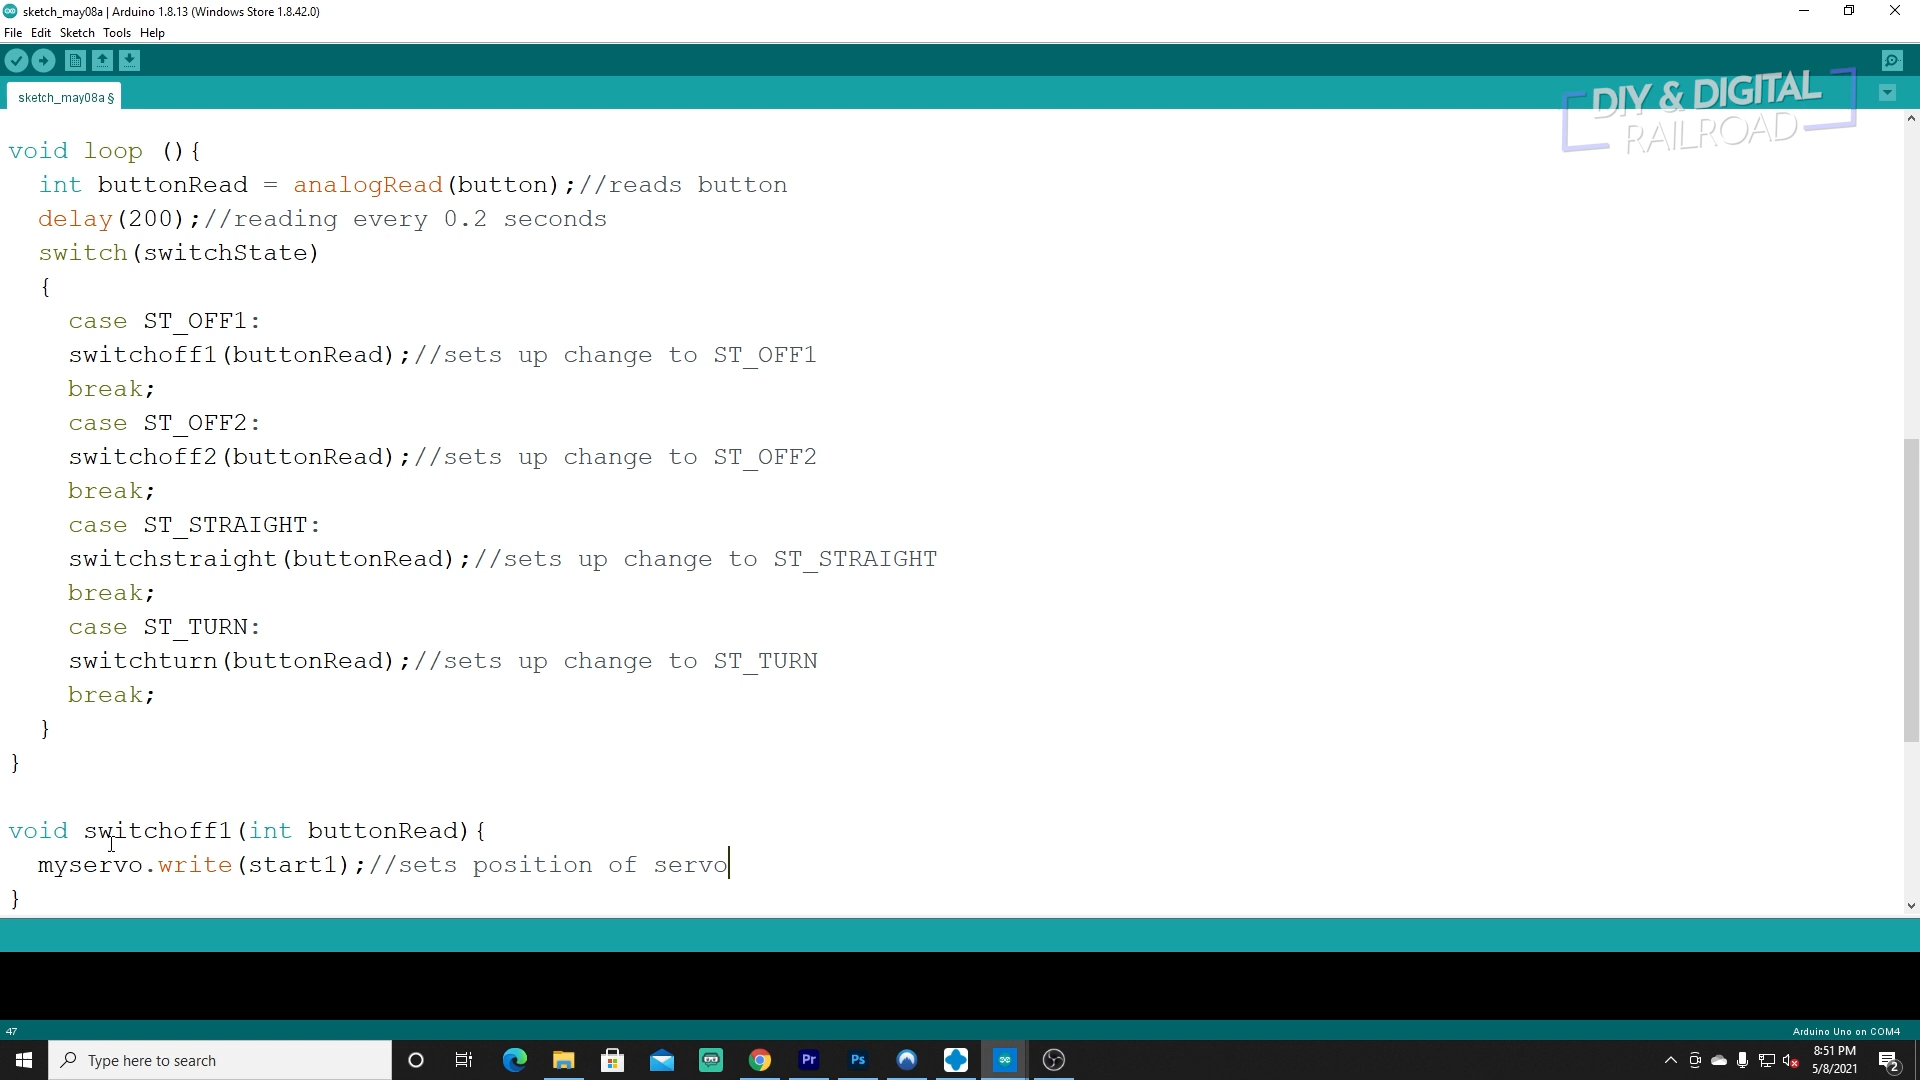 sketch_may08a | Arduino 1.8.13 (Windows Store 1.8.42.0)
File Edit Sketch Tools Help
sketch_may08a §
DIY & DIGITAL
RAILROAD
void loop (){
int buttonRead = analogRead(button);//reads button
delay(200);//reading every 0.2 seconds
switch(switchState)
{
case ST_OFF1:
switchoff1(buttonRead);//sets up change to ST_OFF1
break;
case ST_OFF2:
switchoff2(buttonRead);//sets up change to ST_OFF2
break;
case ST_STRAIGHT:
switchstraight(buttonRead);//sets up change to ST_STRAIGHT
break;
case ST_TURN:
switchturn(buttonRead);//sets up change to ST_TURN
break;
}
}
void switchoff1(int buttonRead){
myservo.write(start1);//sets position of servo
}
47
Arduino Uno on COM4
Type here to search
Pr
Ps
8:51 PM
5/8/2021
2